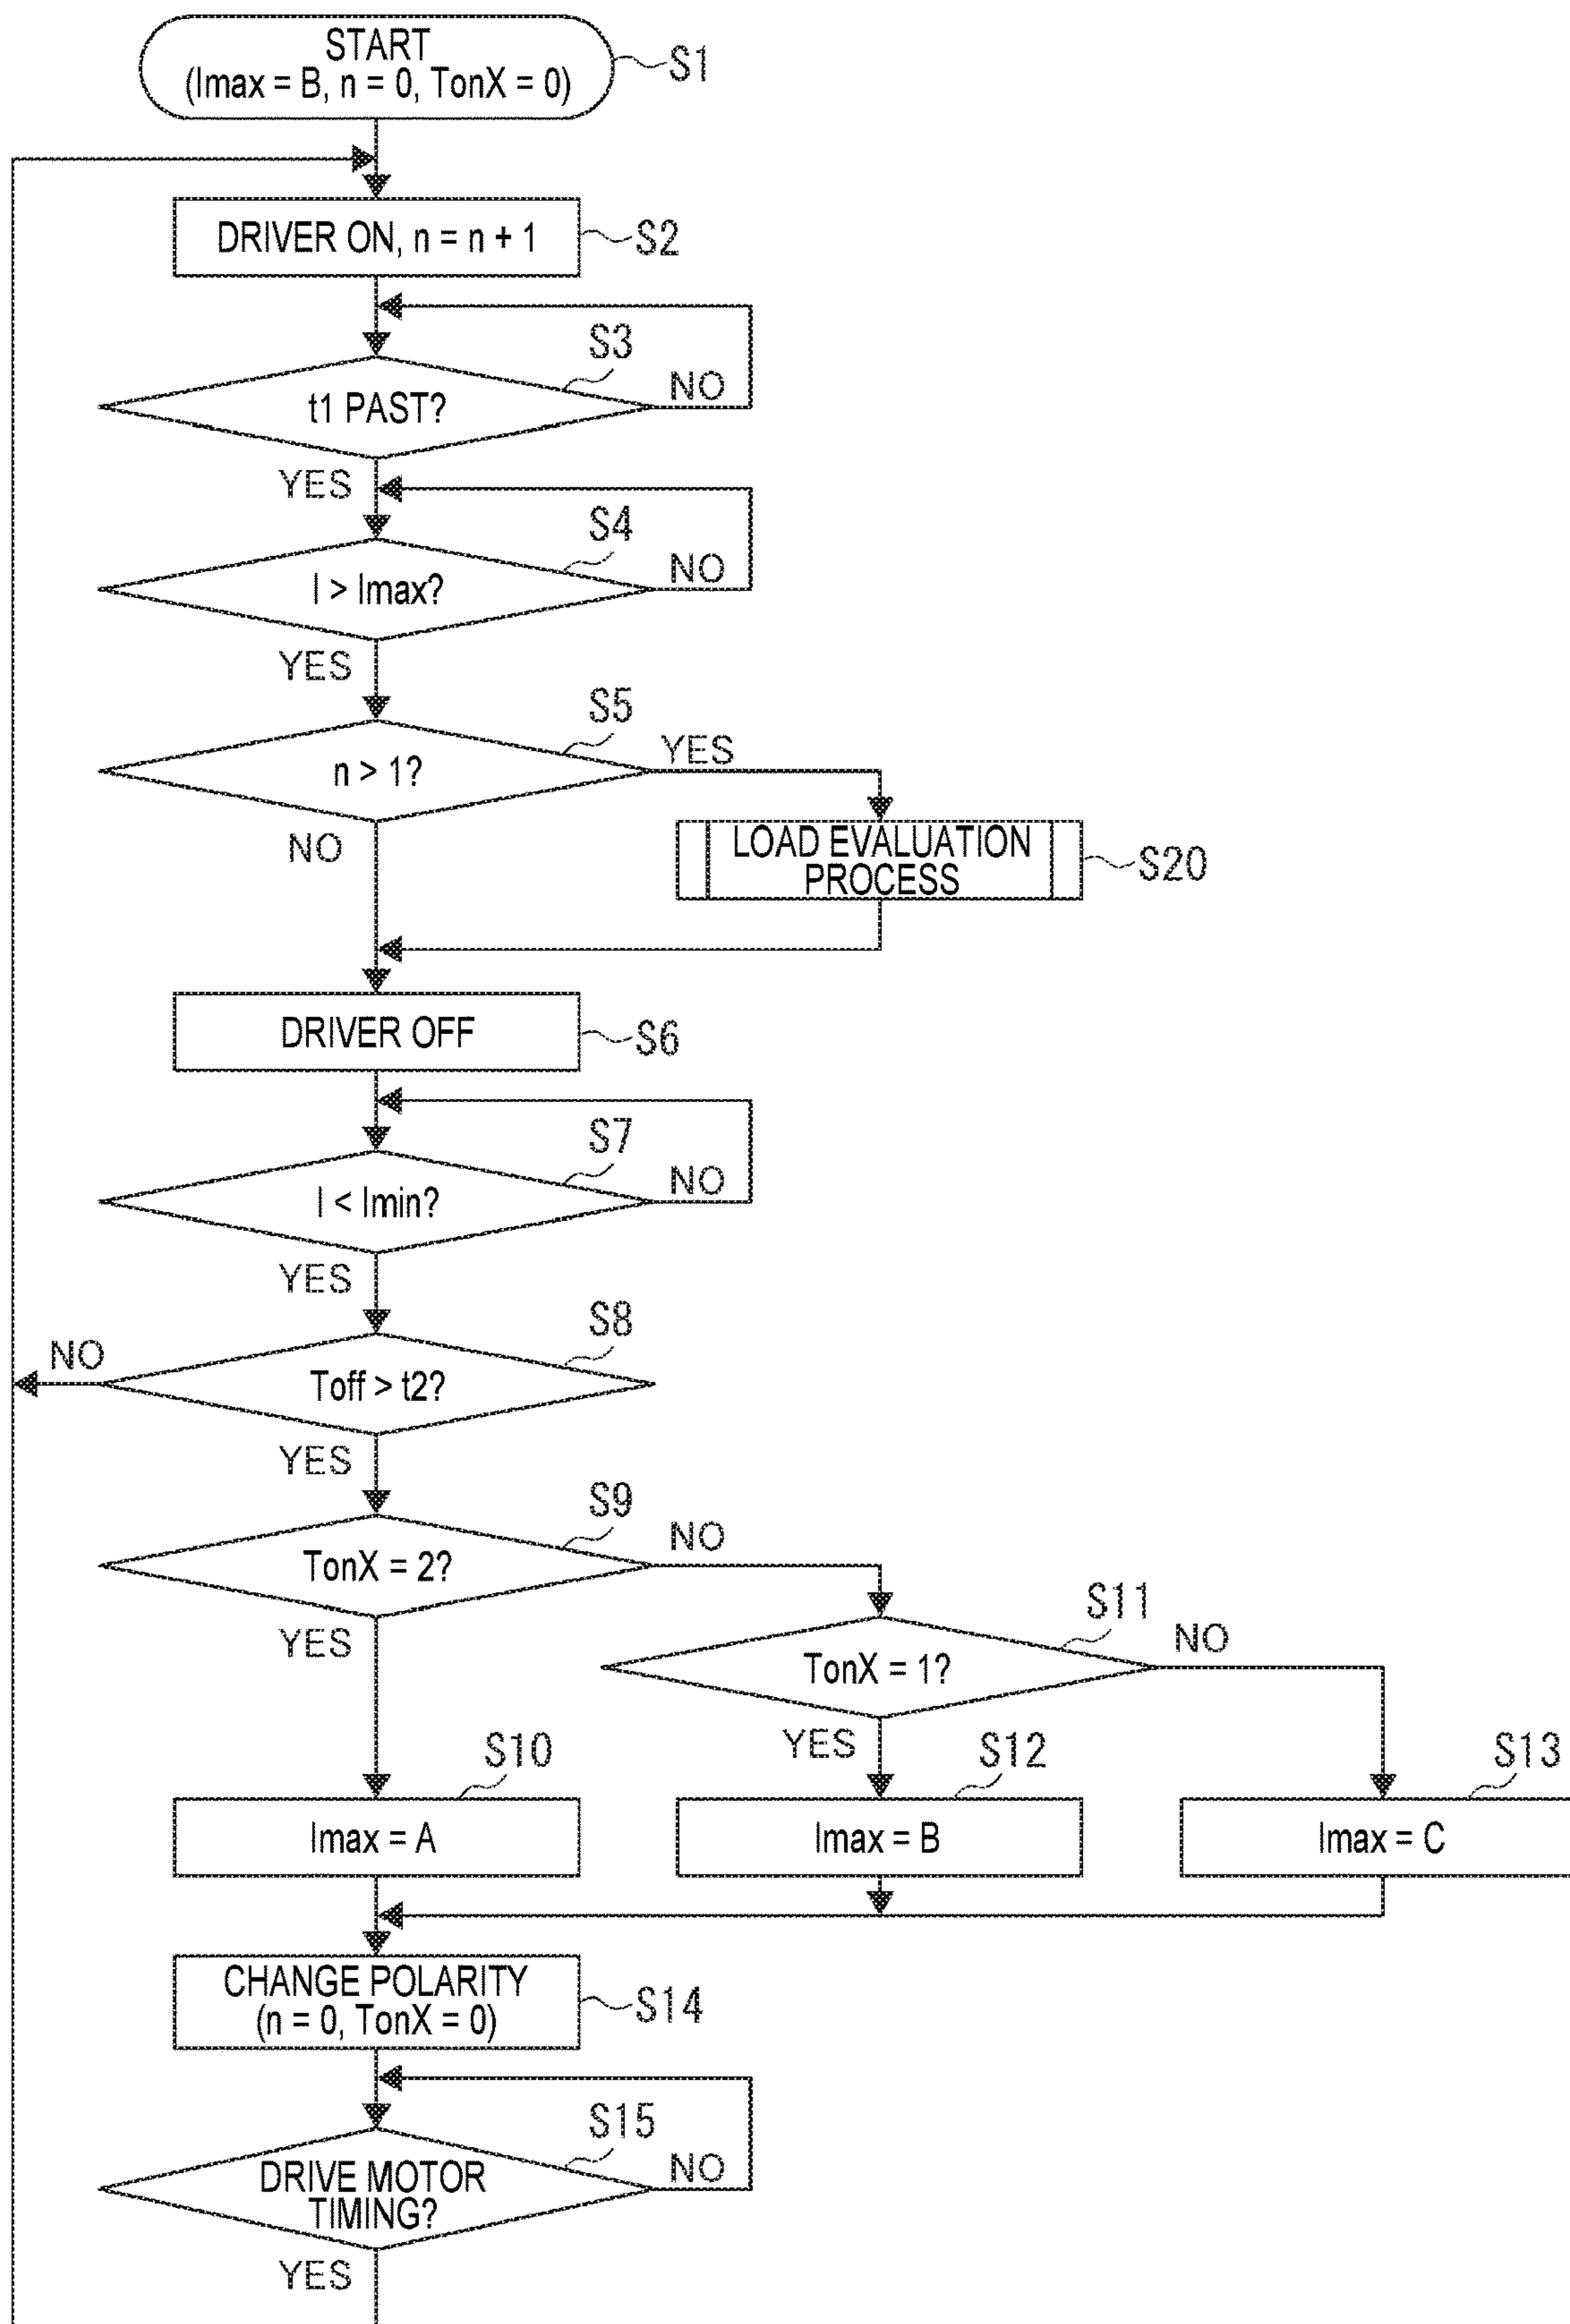 START
(Imax = B, n = 0, TonX = 0)
S1
DRIVER ON, n = n + 1
S2
S3
t1 PAST?
NO
YES
S4
I > Imax?
NO
YES
S5
n > 1?
YES
NO
LOAD EVALUATION
PROCESS
S20
DRIVER OFF
S6
S7
I < Imin?
NO
YES
S8
NO
Toff > t2?
YES
S9
TonX = 2?
NO
YES
S11
TonX = 1?
NO
YES
S10
Imax = A
S12
Imax = B
S13
Imax = C
CHANGE POLARITY
(n = 0, TonX = 0)
S14
S15
DRIVE MOTOR
TIMING?
NO
YES